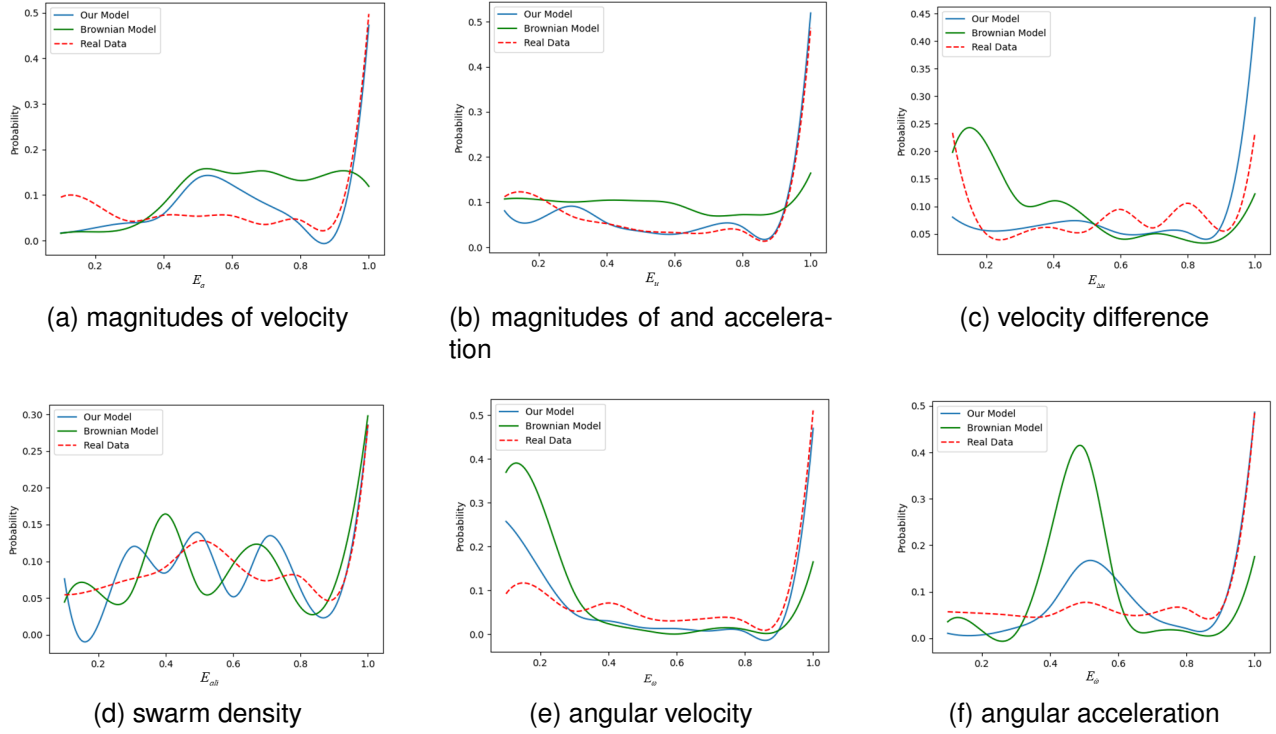 Our Model
Brownian Model
Real Data
Probability
0.5
0.4
0.3
0.2
0.1
0.0
0.2 0.4 0.6 0.8 1.0
E_a
(a) magnitudes of velocity
Our Model
Brownian Model
Real Data
Probability
0.5
0.4
0.3
0.2
0.1
0.0
0.2 0.4 0.6 0.8 1.0
E_u
(b) magnitudes of and accelera-
tion
Our Model
Brownian Model
Real Data
Probability
0.45
0.40
0.35
0.30
0.25
0.20
0.15
0.10
0.05
0.2 0.4 0.6 0.8 1.0
E_Δu
(c) velocity difference
Our Model
Brownian Model
Real Data
Probability
0.30
0.25
0.20
0.15
0.10
0.05
0.00
0.2 0.4 0.6 0.8 1.0
(d) swarm density
Our Model
Brownian Model
Real Data
Probability
0.5
0.4
0.3
0.2
0.1
0.0
0.2 0.4 0.6 0.8 1.0
E_ω
(e) angular velocity
Our Model
Brownian Model
Real Data
Probability
0.5
0.4
0.3
0.2
0.1
0.0
0.2 0.4 0.6 0.8 1.0
E_ω̇
(f) angular acceleration